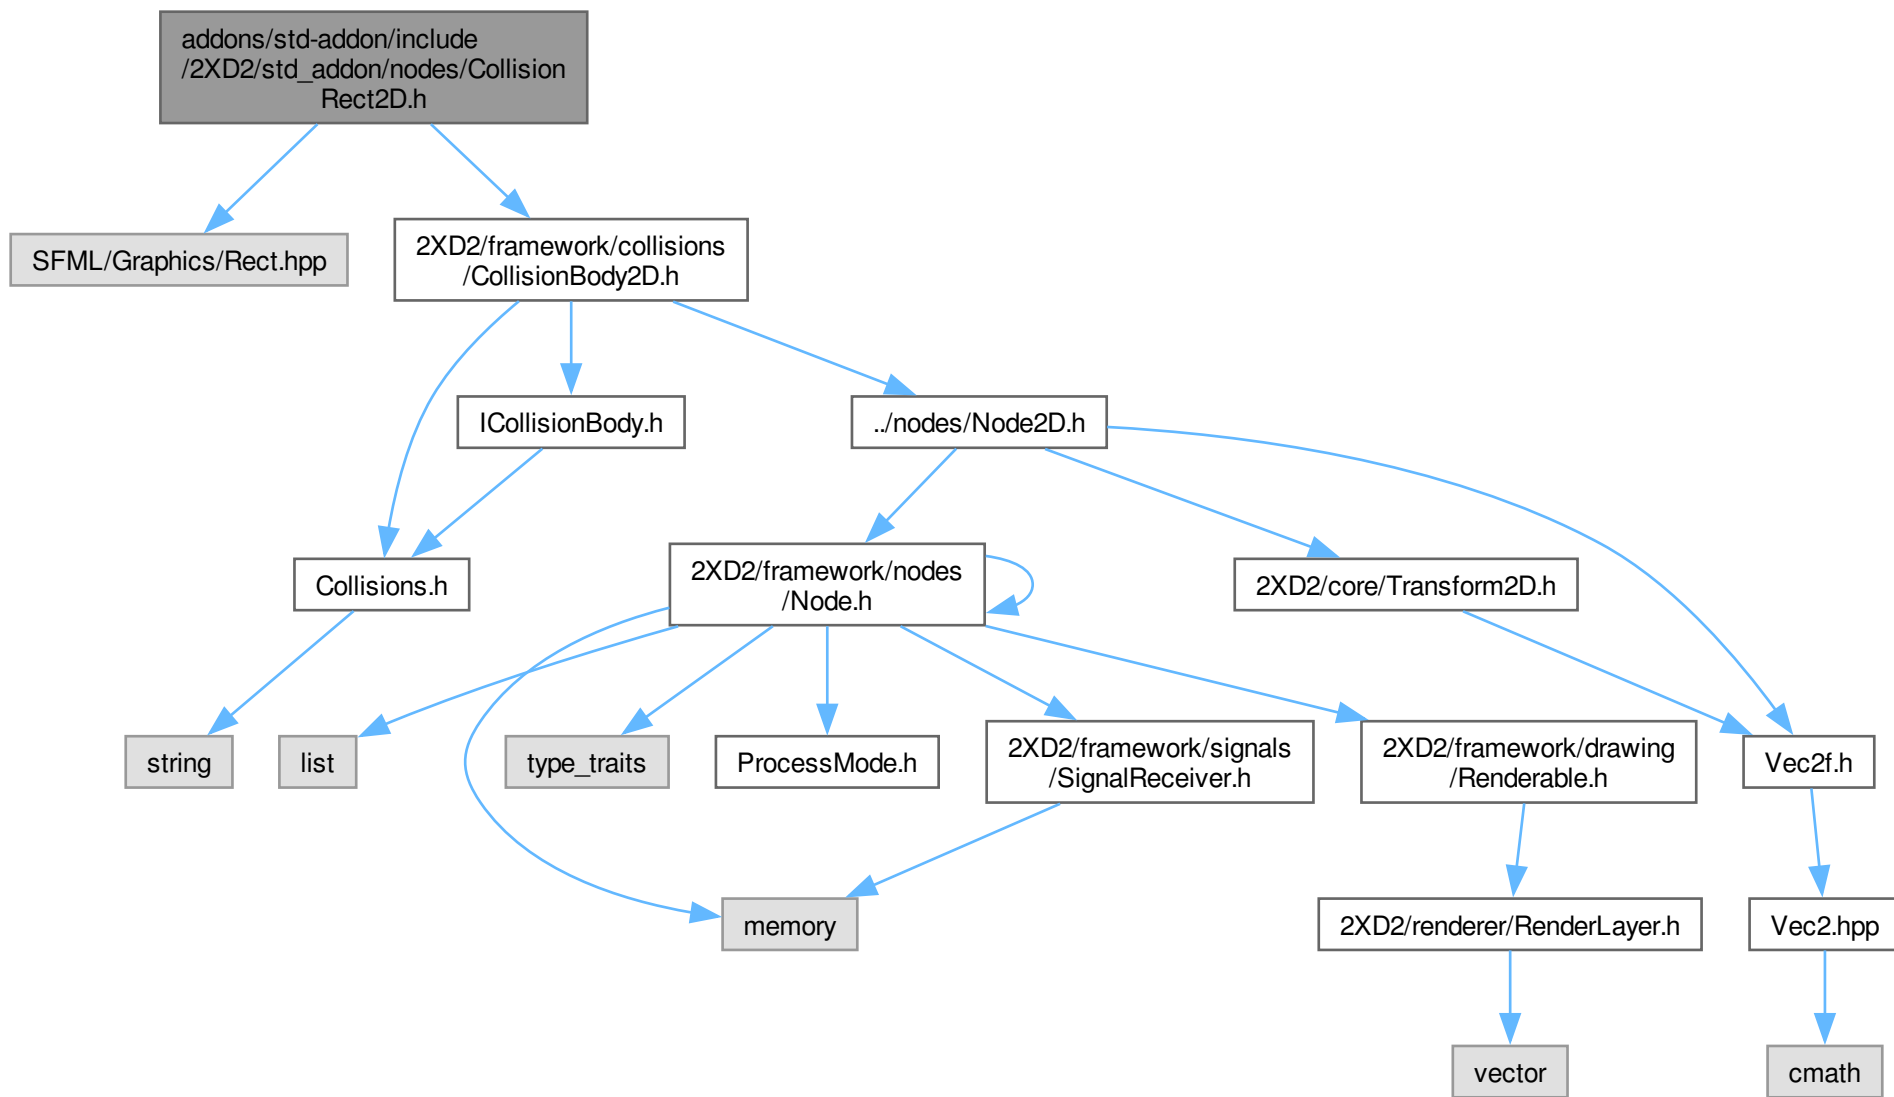 addons/std-addon/include
/2XD2/std_addon/nodes/Collision
Rect2D.h
SFML/Graphics/Rect.hpp
2XD2/framework/collisions
/CollisionBody2D.h
ICollisionBody.h
../nodes/Node2D.h
Collisions.h
2XD2/framework/nodes
/Node.h
2XD2/core/Transform2D.h
string
list
type_traits
ProcessMode.h
2XD2/framework/signals
/SignalReceiver.h
2XD2/framework/drawing
/Renderable.h
Vec2f.h
memory
2XD2/renderer/RenderLayer.h
Vec2.hpp
vector
cmath